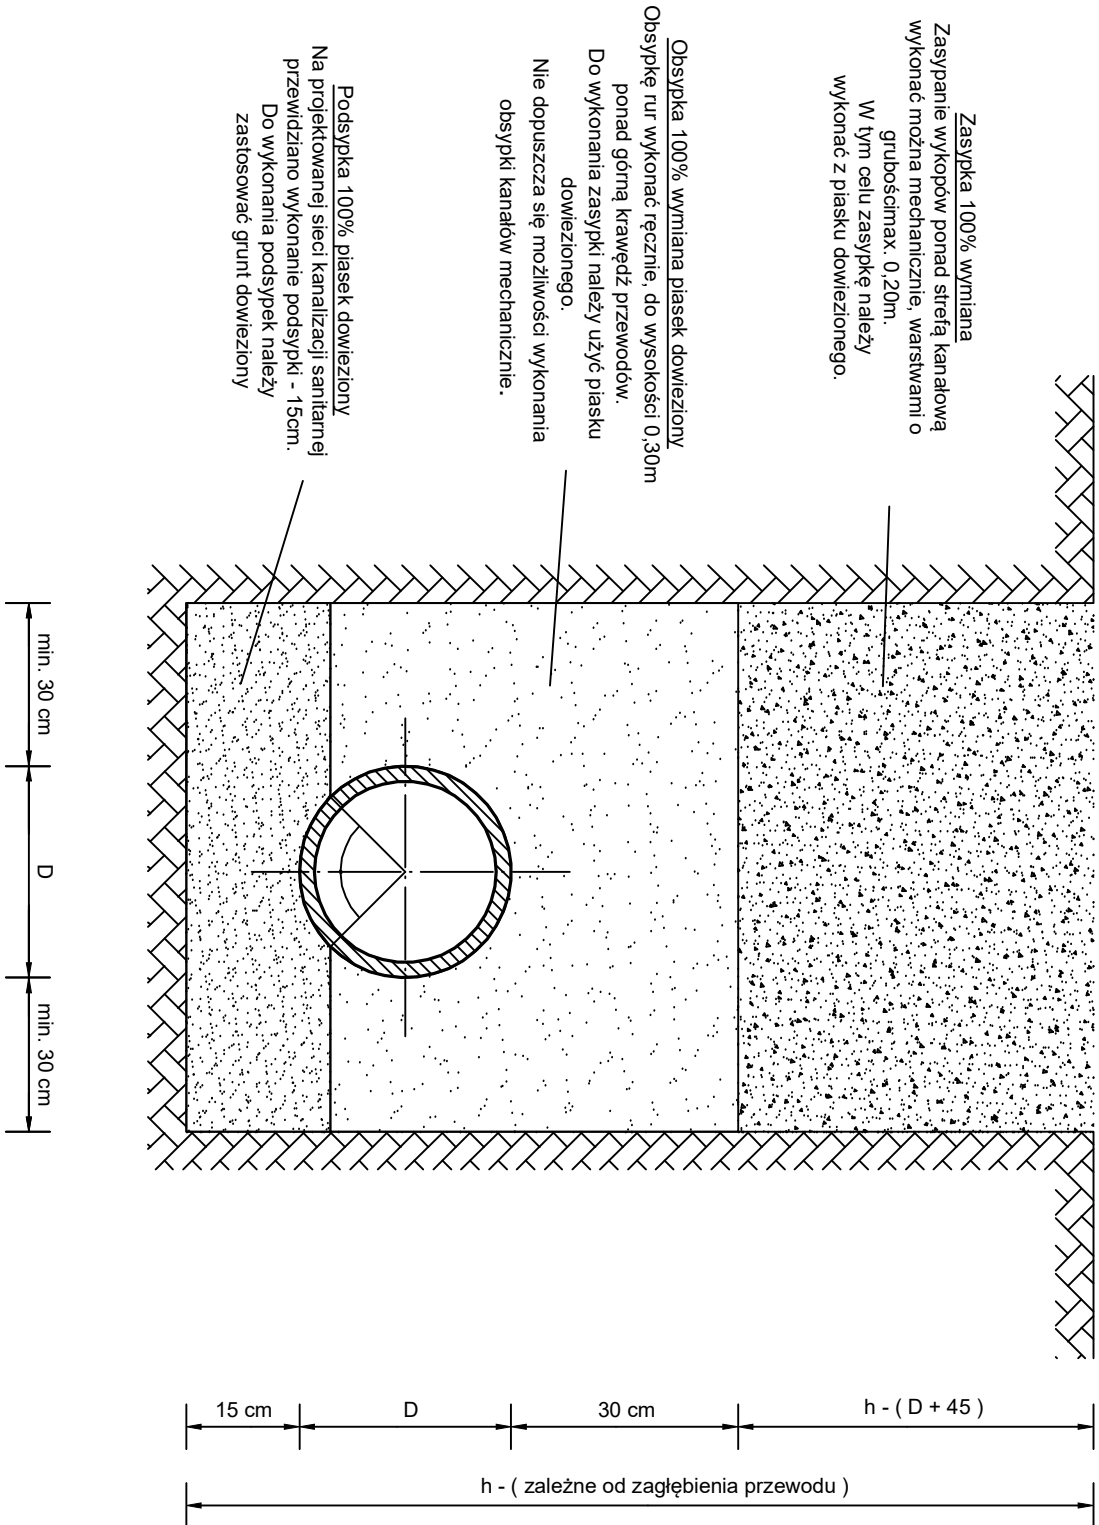 Zasypka 100% wymiana
Zasypanie wykopów ponad strefą kanałową
wykonać można mechanicznie, warstwami o
grubościmax. 0,20m.
W tym celu zasypkę należy
wykonać z piasku dowiezionego.
Obsypka 100% wymiana piasek dowieziony
Obsypkę rur wykonać ręcznie, do wysokości 0,30m
ponad górną krawędź przewodów.
Do wykonania zasypki należy użyć piasku
dowiezionego.
Nie dopuszcza się możliwości wykonania
obsypki kanałów mechanicznie.
Podsypka 100% piasek dowieziony
Na projektowanej sieci kanalizacji sanitarnej
przewidziano wykonanie podsypki - 15cm.
Do wykonania podsypek należy
zastosować grunt dowieziony
min. 30 cm
D
min. 30 cm
15 cm
D
30 cm
h - ( D + 45 )
h - ( zależne od zagłębienia przewodu )